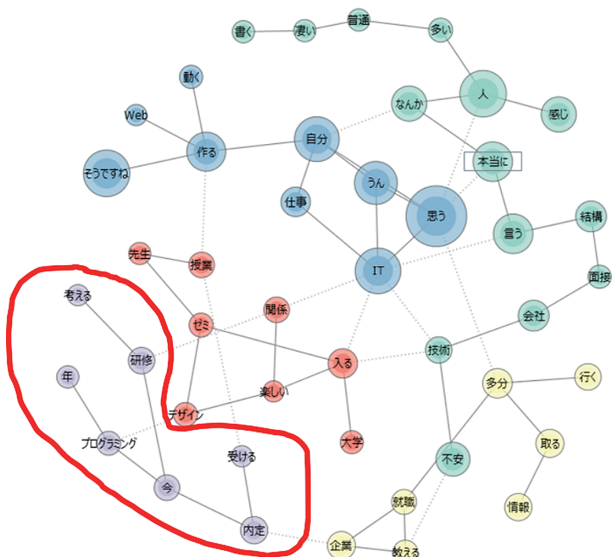 普通
書く
凄い
多い
動く
人
なんか
感じ
Web
自分
作る
本当に
そうですね
うん
仕事
思う
結構
言う
先生
授業
IT
面接
考える
関係
会社
ゼミ
研修
入る
技術
年
楽しい
多分
行く
デザイン
プログラミング
大学
取る
受ける
不安
今
就職
情報
内定
企業
教える